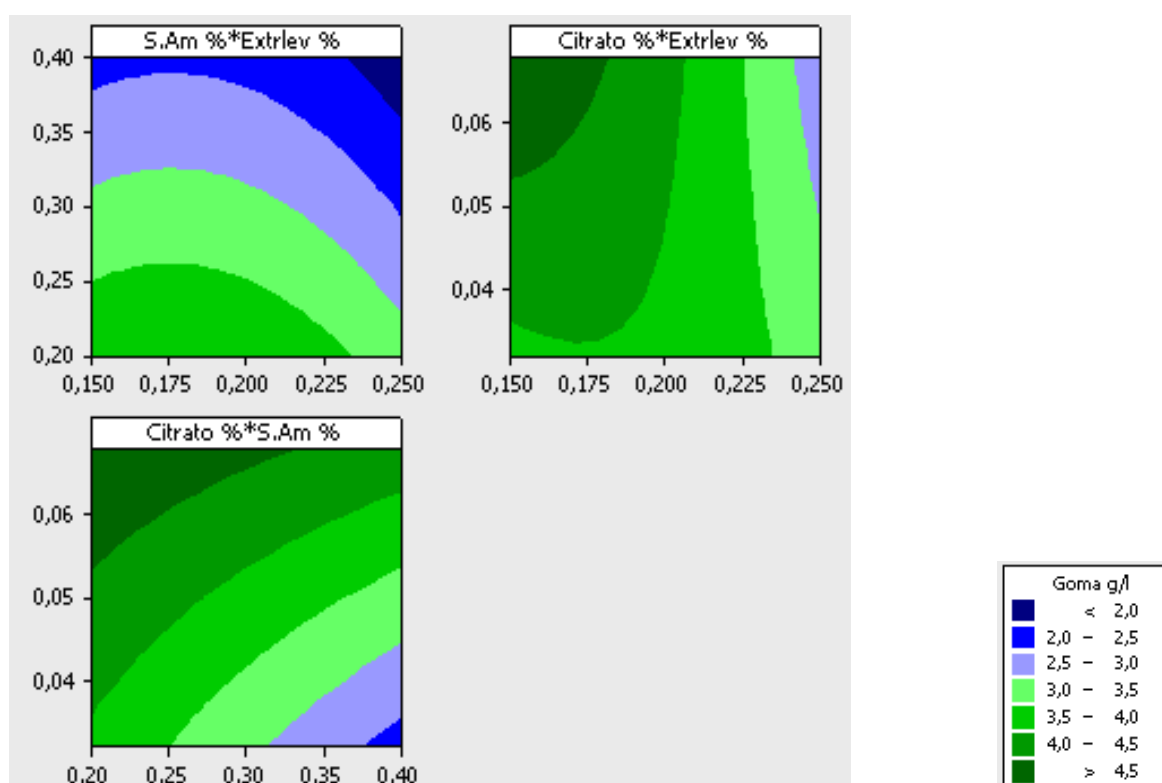 S.Am %*Extrlev %
0,40
0,35
0,30
0,25
0,20
0,150 0,175 0,200 0,225 0,250
Citrato %*Extrlev %
0,06
0,05
0,04
0,150 0,175 0,200 0,225 0,250
Citrato %*S.Am %
0,06
0,05
0,04
0,20 0,25 0,30 0,35 0,40
Goma g/l
< 2,0
2,0 – 2,5
2,5 – 3,0
3,0 – 3,5
3,5 – 4,0
4,0 – 4,5
> 4,5